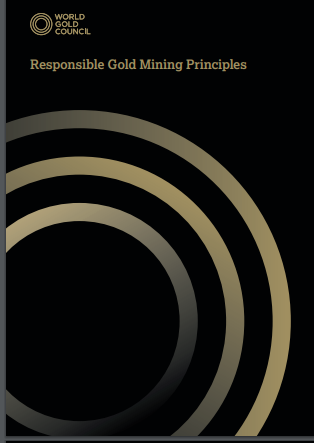 WORLD
GOLD
COUNCIL
Responsible Gold Mining Principles